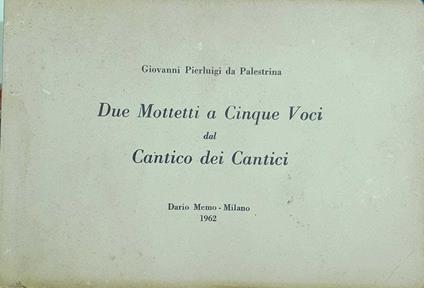 Giovanni Pierluigi da Palestrina
Due Mottetti a Cinque Voci
dal
Cantico dei Cantici
Dario Memo - Milano
1962